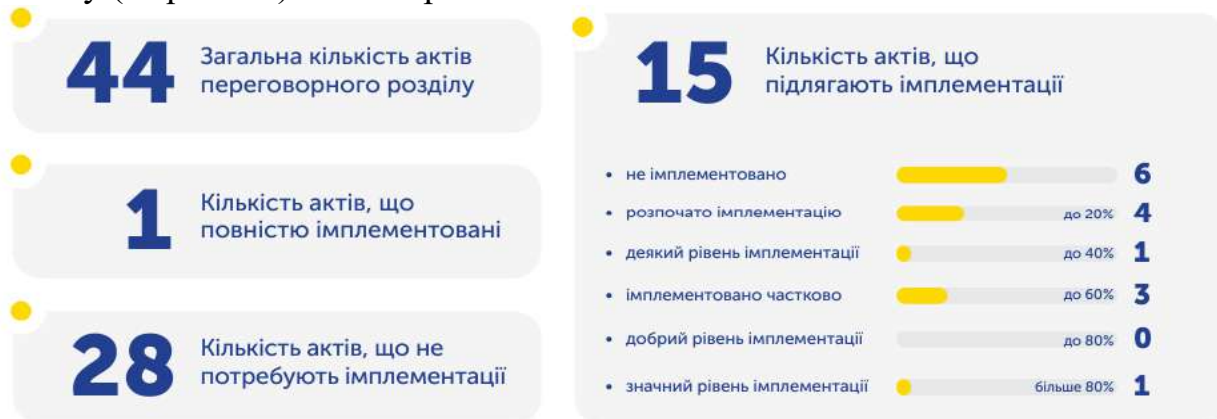 44
Загальна кількість актів
переговорного розділу
1
Кількість актів, що
повністю імплементовані
28
Кількість актів, що не
потребують імплементації
15
Кількість актів, що
підлягають імплементації
• не імплементовано 6
• розпочато імплементацію до 20% 4
• деякий рівень імплементації до 40% 1
• імплементовано частково до 60% 3
• добрий рівень імплементації до 80% 0
• значний рівень імплементації більше 80% 1